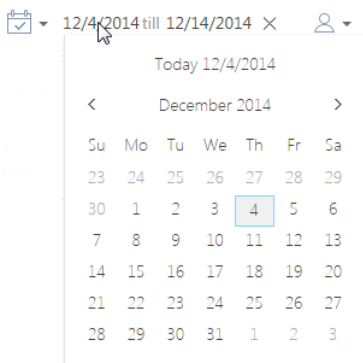 12/4/2014 till 12/14/2014
Today 12/4/2014
December 2014
Su Mo Tu We Th Fr Sa
23 24 25 26 27 28 29
30 1 2 3 4 5 6
7 8 9 10 11 12 13
14 15 16 17 18 19 20
21 22 23 24 25 26 27
28 29 30 31 1 2 3